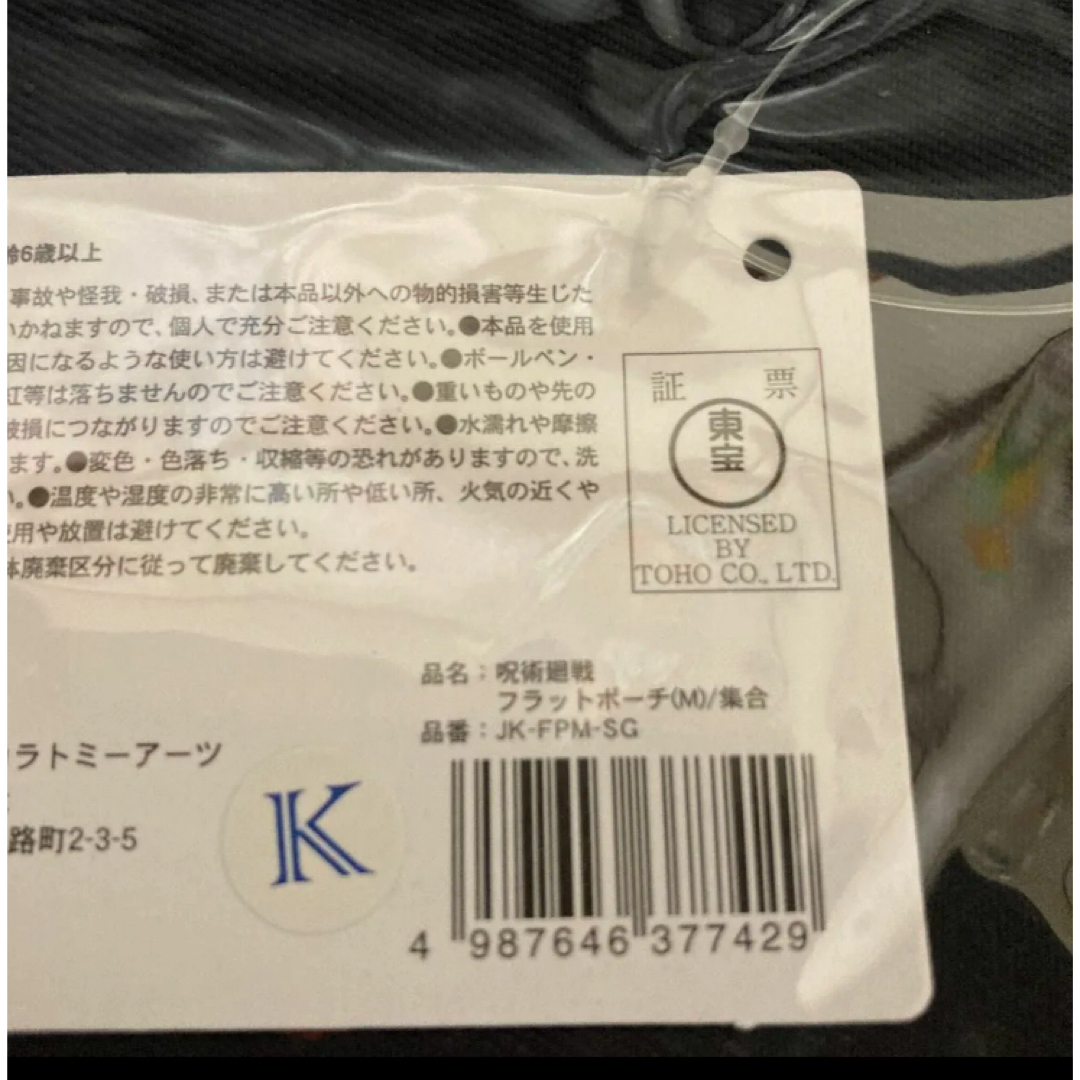 齢6歳以上
事故や怪我・破損、または本品以外への物的損害等生じた
いかねますので、個人で充分ご注意ください。●本品を使用
因になるような使い方は避けてください。●ボールペン・
紅等は落ちませんのでご注意ください。●重いものや先の
破損につながりますのでご注意ください。●水濡れや摩擦
ます。●変色・色落ち・収縮等の恐れがありますので、洗
い。●温度や湿度の非常に高い所や低い所、火気の近くや
使用や放置は避けてください。
体廃棄区分に従って廃棄してください。
証 票
東宝
LICENSED
BY
TOHO CO., LTD.
品名：呪術廻戦
フラットポーチ(M)/集合
品番：JK-FPM-SG
ラトミーアーツ
路町2-3-5
K
4 987646 377429